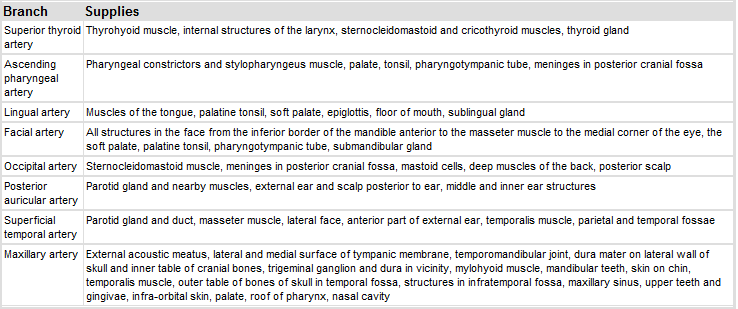 Branch Supplies
Superior thyroid Thyrohyoid muscle, internal structures of the larynx, sternocleidomastoid and cricothyroid muscles, thyroid gland
artery
Ascending Pharyngeal constrictors and stylopharyngeus muscle, palate, tonsil, pharyngotympanic tube, meninges in posterior cranial fossa
pharyngeal
artery
Lingual artery Muscles of the tongue, palatine tonsil, soft palate, epiglottis, floor of mouth, sublingual gland
Facial artery All structures in the face from the inferior border of the mandible anterior to the masseter muscle to the medial corner of the eye, the
soft palate, palatine tonsil, pharyngotympanic tube, submandibular gland
Occipital artery Sternocleidomastoid muscle, meninges in posterior cranial fossa, mastoid cells, deep muscles of the back, posterior scalp
Posterior Parotid gland and nearby muscles, external ear and scalp posterior to ear, middle and inner ear structures
auricular artery
Superficial Parotid gland and duct, masseter muscle, lateral face, anterior part of external ear, temporalis muscle, parietal and temporal fossae
temporal artery
Maxillary artery External acoustic meatus, lateral and medial surface of tympanic membrane, temporomandibular joint, dura mater on lateral wall of
skull and inner table of cranial bones, trigeminal ganglion and dura in vicinity, mylohyoid muscle, mandibular teeth, skin on chin,
temporalis muscle, outer table of bones of skull in temporal fossa, structures in infratemporal fossa, maxillary sinus, upper teeth and
gingivae, infra-orbital skin, palate, roof of pharynx, nasal cavity